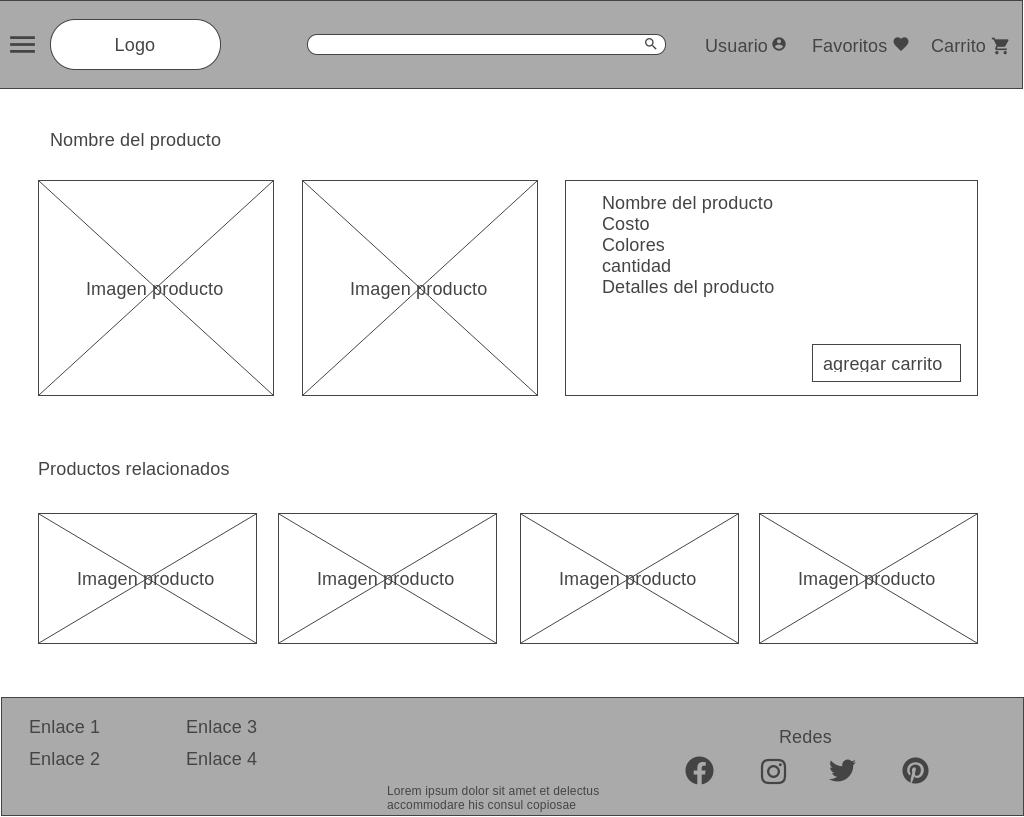 Logo
Usuario
Favoritos
Carrito
Nombre del producto
Imagen producto
Imagen producto
Nombre del producto
Costo
Colores
cantidad
Detalles del producto
agregar carrito
Productos relacionados
Imagen producto
Imagen producto
Imagen producto
Imagen producto
Enlace 1
Enlace 2
Enlace 3
Enlace 4
Lorem ipsum dolor sit amet et delectus
accommodare his consul copiosae
Redes